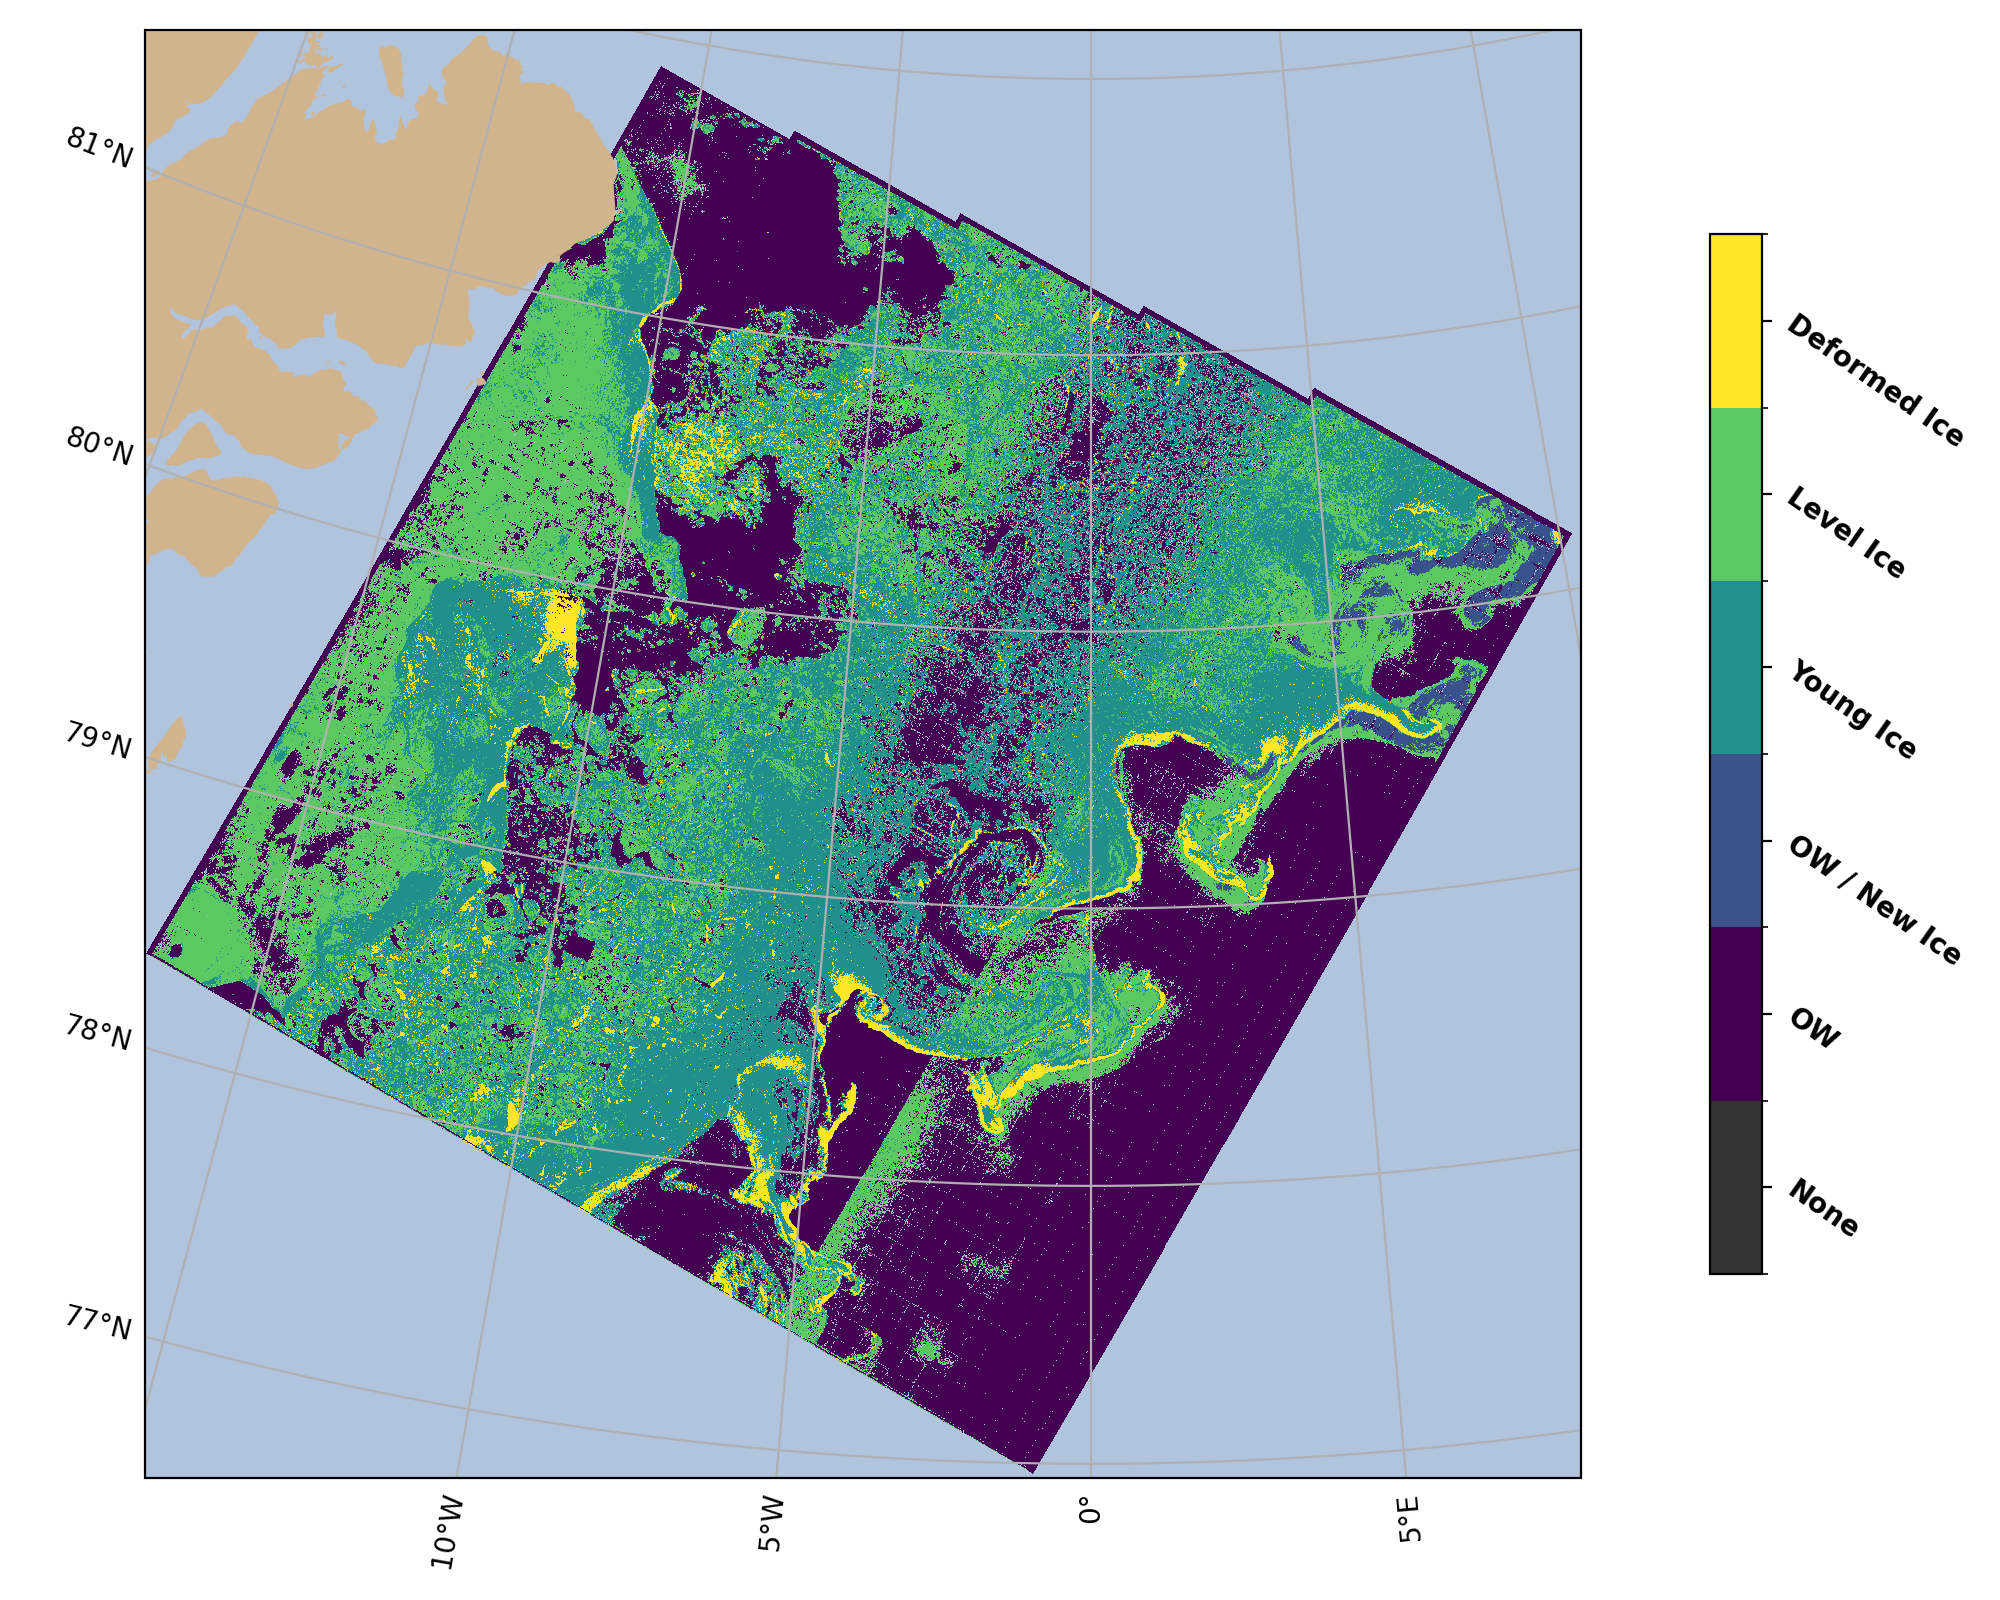 81°N
80°N
79°N
78°N
77°N
10°W
5°W
0°
5°E
Deformed Ice
Level Ice
Young Ice
OW / New Ice
OW
None